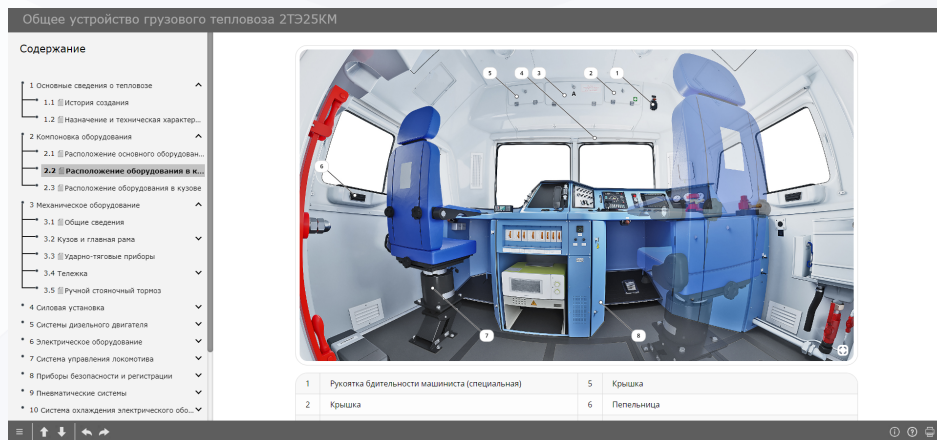 Общее устройство грузового тепловоза 2ТЭ25КМ
Содержание
1 Основные сведения о тепловозе
1.1 История создания
1.2 Назначение и техническая характер...
2 Компоновка оборудования
2.1 Расположение основного оборудован...
2.2 Расположение оборудования в к...
2.3 Расположение оборудования в кузове
3 Механическое оборудование
3.1 Общие сведения
3.2 Кузов и главная рама
3.3 Ударно-тяговые приборы
3.4 Тележка
3.5 Ручной стояночный тормоз
4 Силовая установка
5 Системы дизельного двигателя
6 Электрическое оборудование
7 Система управления локомотива
8 Приборы безопасности и регистрации
9 Пневматические системы
10 Система охлаждения электрического обо...
5 4 3 2 1
А
6
7 8
1 Рукоятка бдительности машиниста (специальная) 5 Крышка
2 Крышка 6 Пепельница